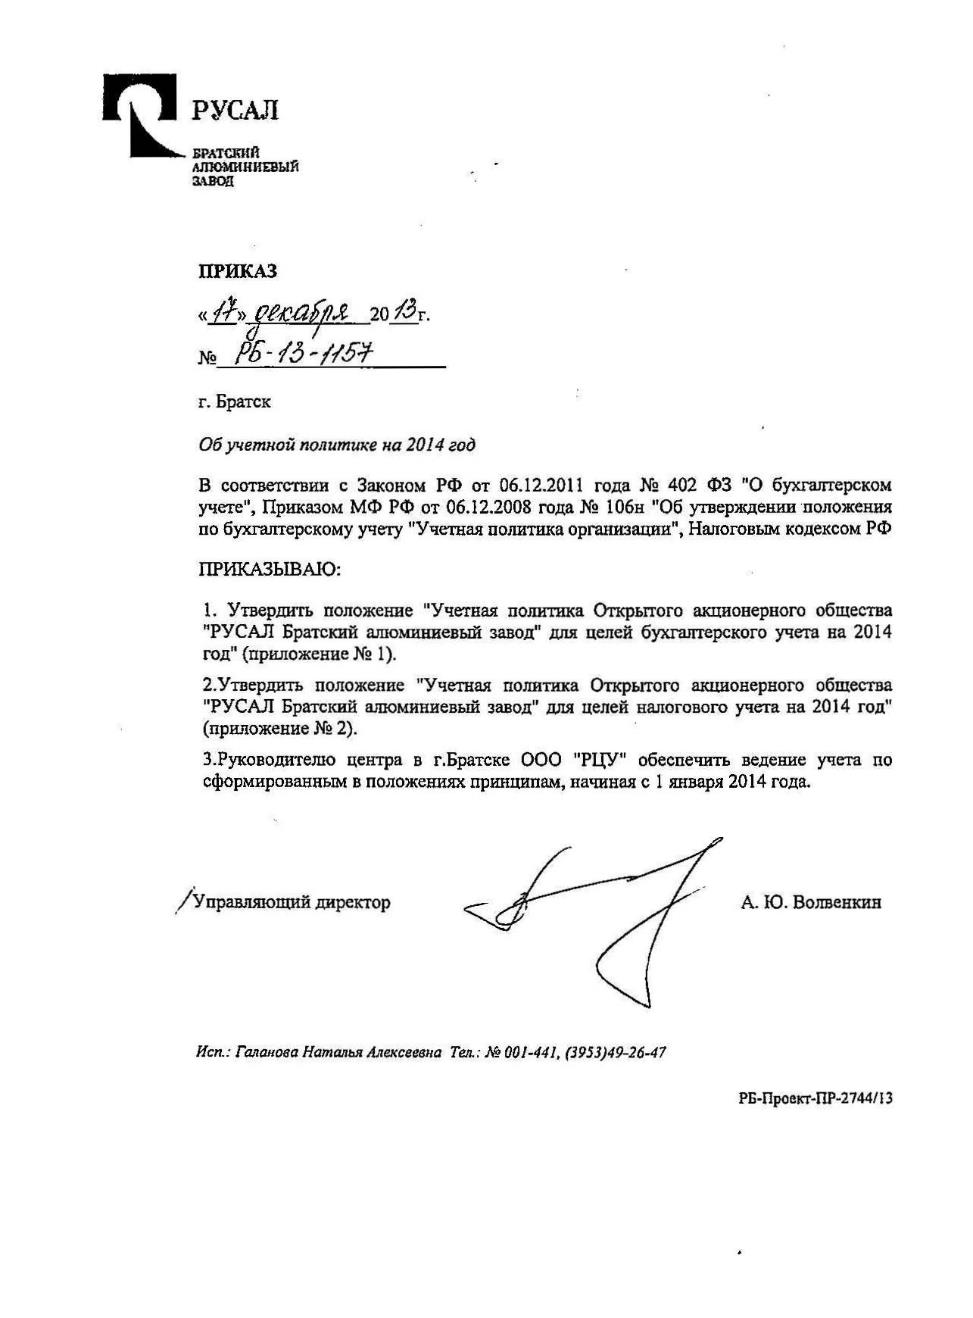 РУСАЛ
БРАТСКИЙ
АЛЮМИНИЕВЫЙ
ЗАВОД
ПРИКАЗ
«17» декабря 2013г.
№ РБ-13-1157
г. Братск
Об учетной политике на 2014 год
В соответствии с Законом РФ от 06.12.2011 года № 402 ФЗ "О бухгалтерском
учете", Приказом МФ РФ от 06.12.2008 года № 106н "Об утверждении положения
по бухгалтерскому учету "Учетная политика организации", Налоговым кодексом РФ
ПРИКАЗЫВАЮ:
1. Утвердить положение "Учетная политика Открытого акционерного общества
"РУСАЛ Братский алюминиевый завод" для целей бухгалтерского учета на 2014
год" (приложение № 1).
2.Утвердить положение "Учетная политика Открытого акционерного общества
"РУСАЛ Братский алюминиевый завод" для целей налогового учета на 2014 год"
(приложение № 2).
3.Руководителю центра в г.Братске ООО "РЦУ" обеспечить ведение учета по
сформированным в положениях принципам, начиная с 1 января 2014 года.
/Управляющий директор А. Ю. Волвенкин
Исп.: Галанова Наталья Алексеевна Тел.: № 001-441, (3953)49-26-47
РБ-Проект-ПР-2744/13